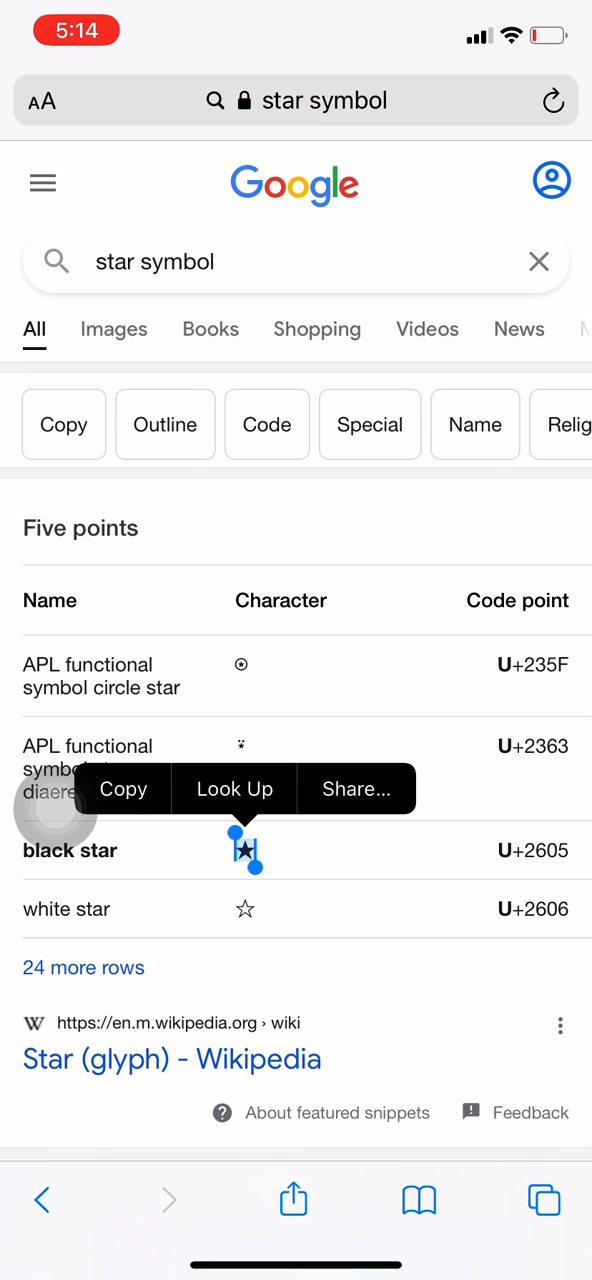 5:14
AA star symbol
Google
star symbol
All Images Books Shopping Videos News
Copy Outline Code Special Name Relig
Five points
Name Character Code point
APL functional ⍟ U+235F
symbol circle star
APL functional ⍣ U+2363
Copy Look Up Share...
black star ★ U+2605
white star ☆ U+2606
24 more rows
W https://en.m.wikipedia.org › wiki
Star (glyph) - Wikipedia
About featured snippets Feedback